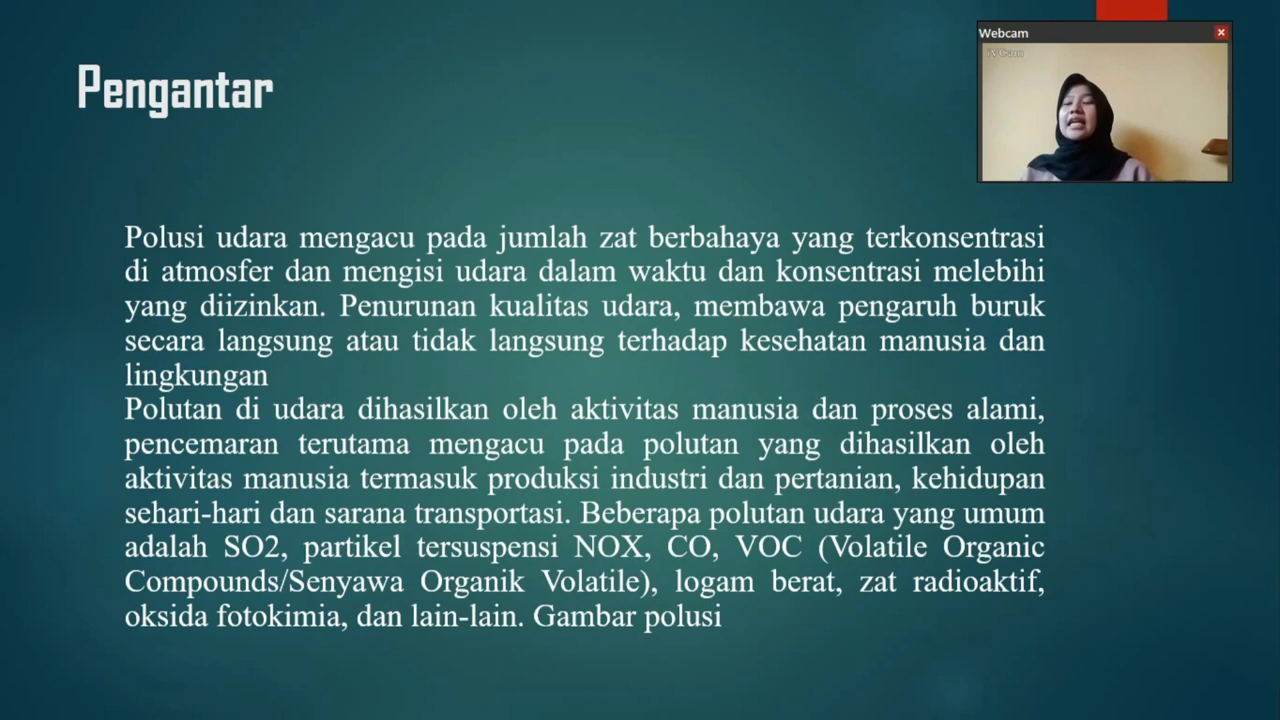 Pengantar
Webcam
iVCam
Polusi udara mengacu pada jumlah zat berbahaya yang terkonsentrasi
di atmosfer dan mengisi udara dalam waktu dan konsentrasi melebihi
yang diizinkan. Penurunan kualitas udara, membawa pengaruh buruk
secara langsung atau tidak langsung terhadap kesehatan manusia dan
lingkungan
Polutan di udara dihasilkan oleh aktivitas manusia dan proses alami,
pencemaran terutama mengacu pada polutan yang dihasilkan oleh
aktivitas manusia termasuk produksi industri dan pertanian, kehidupan
sehari-hari dan sarana transportasi. Beberapa polutan udara yang umum
adalah SO2, partikel tersuspensi NOX, CO, VOC (Volatile Organic
Compounds/Senyawa Organik Volatile), logam berat, zat radioaktif,
oksida fotokimia, dan lain-lain. Gambar polusi